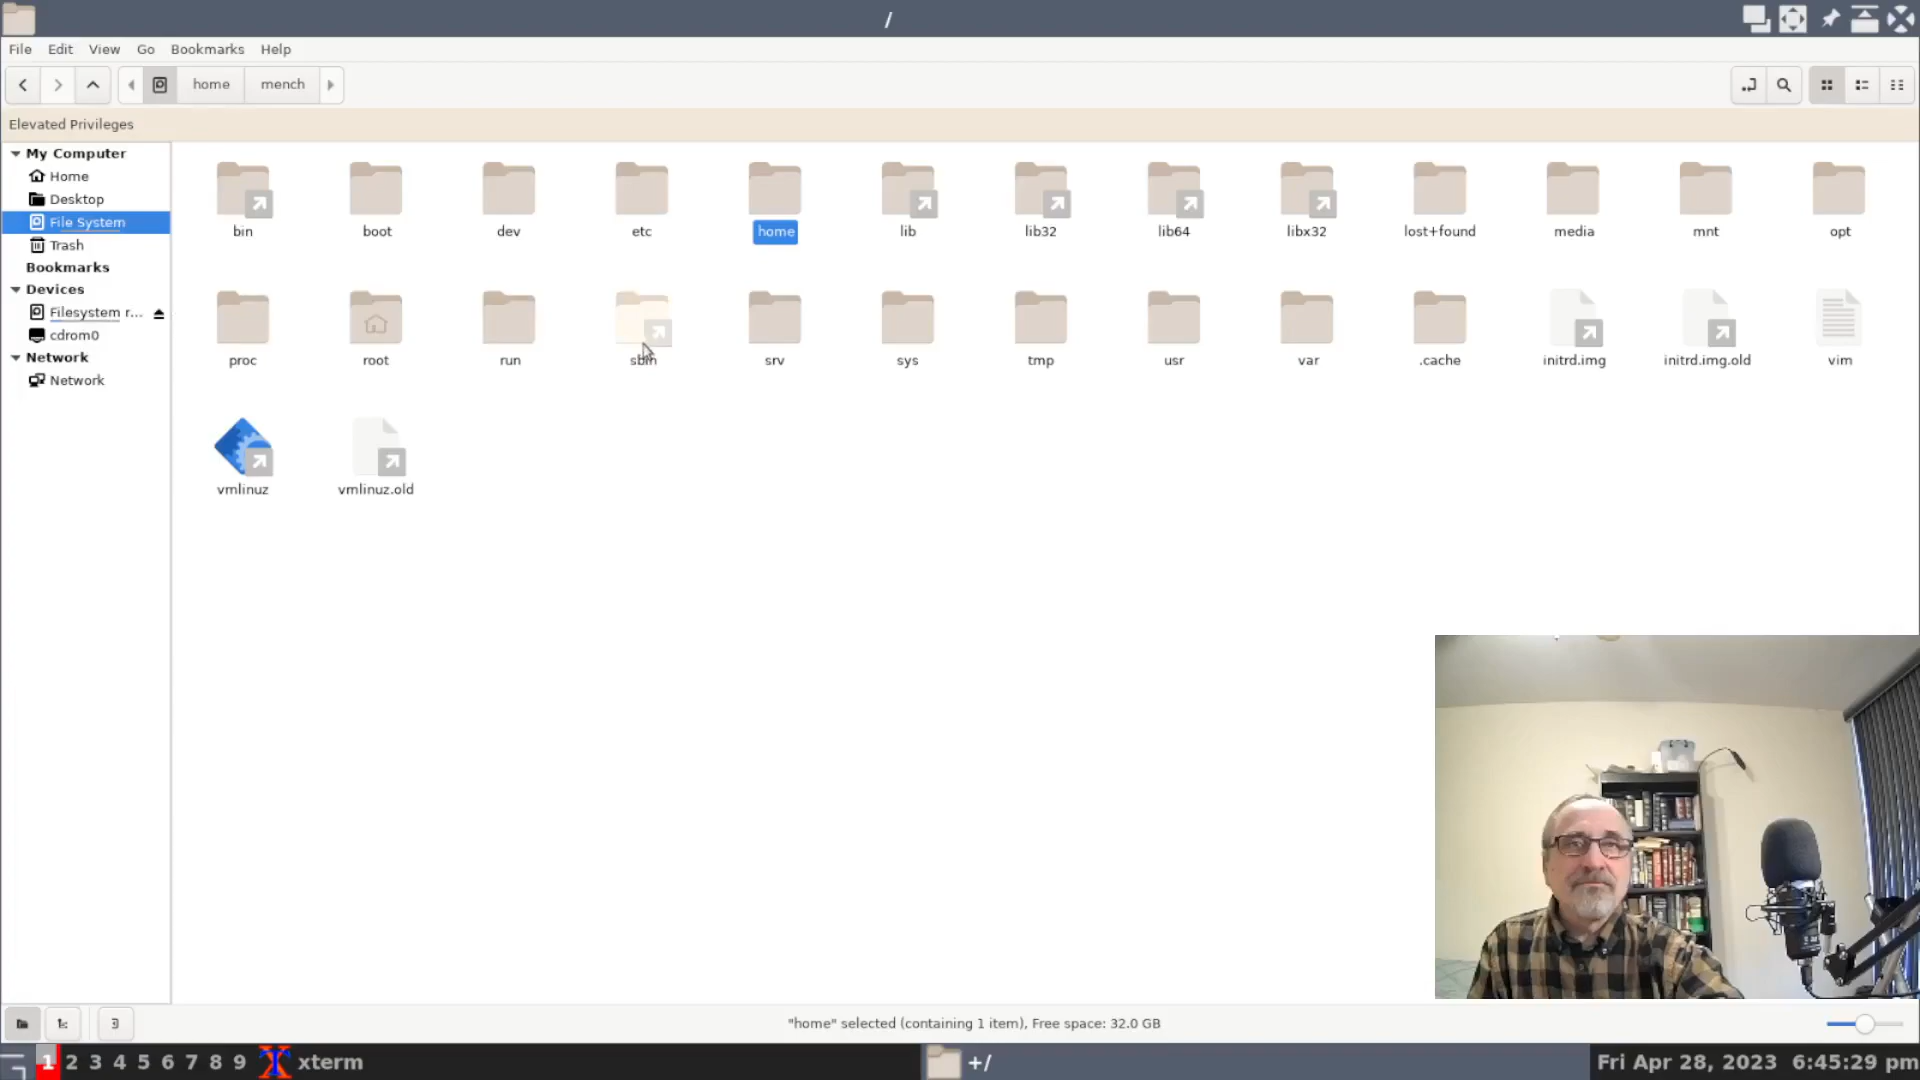 /
File Edit View Go Bookmarks Help
home mench
Elevated Privileges
My Computer
Home
Desktop
File System
Trash
Bookmarks
Devices
Filesystem r...
cdrom0
Network
Network
bin boot dev etc home lib lib32 lib64 libx32 lost+found media mnt opt
proc root run sbin srv sys tmp usr var .cache initrd.img initrd.img.old vim
vmlinuz vmlinuz.old
"home" selected (containing 1 item), Free space: 32.0 GB
1 2 3 4 5 6 7 8 9 xterm +/ Fri Apr 28, 2023 6:45:29 pm